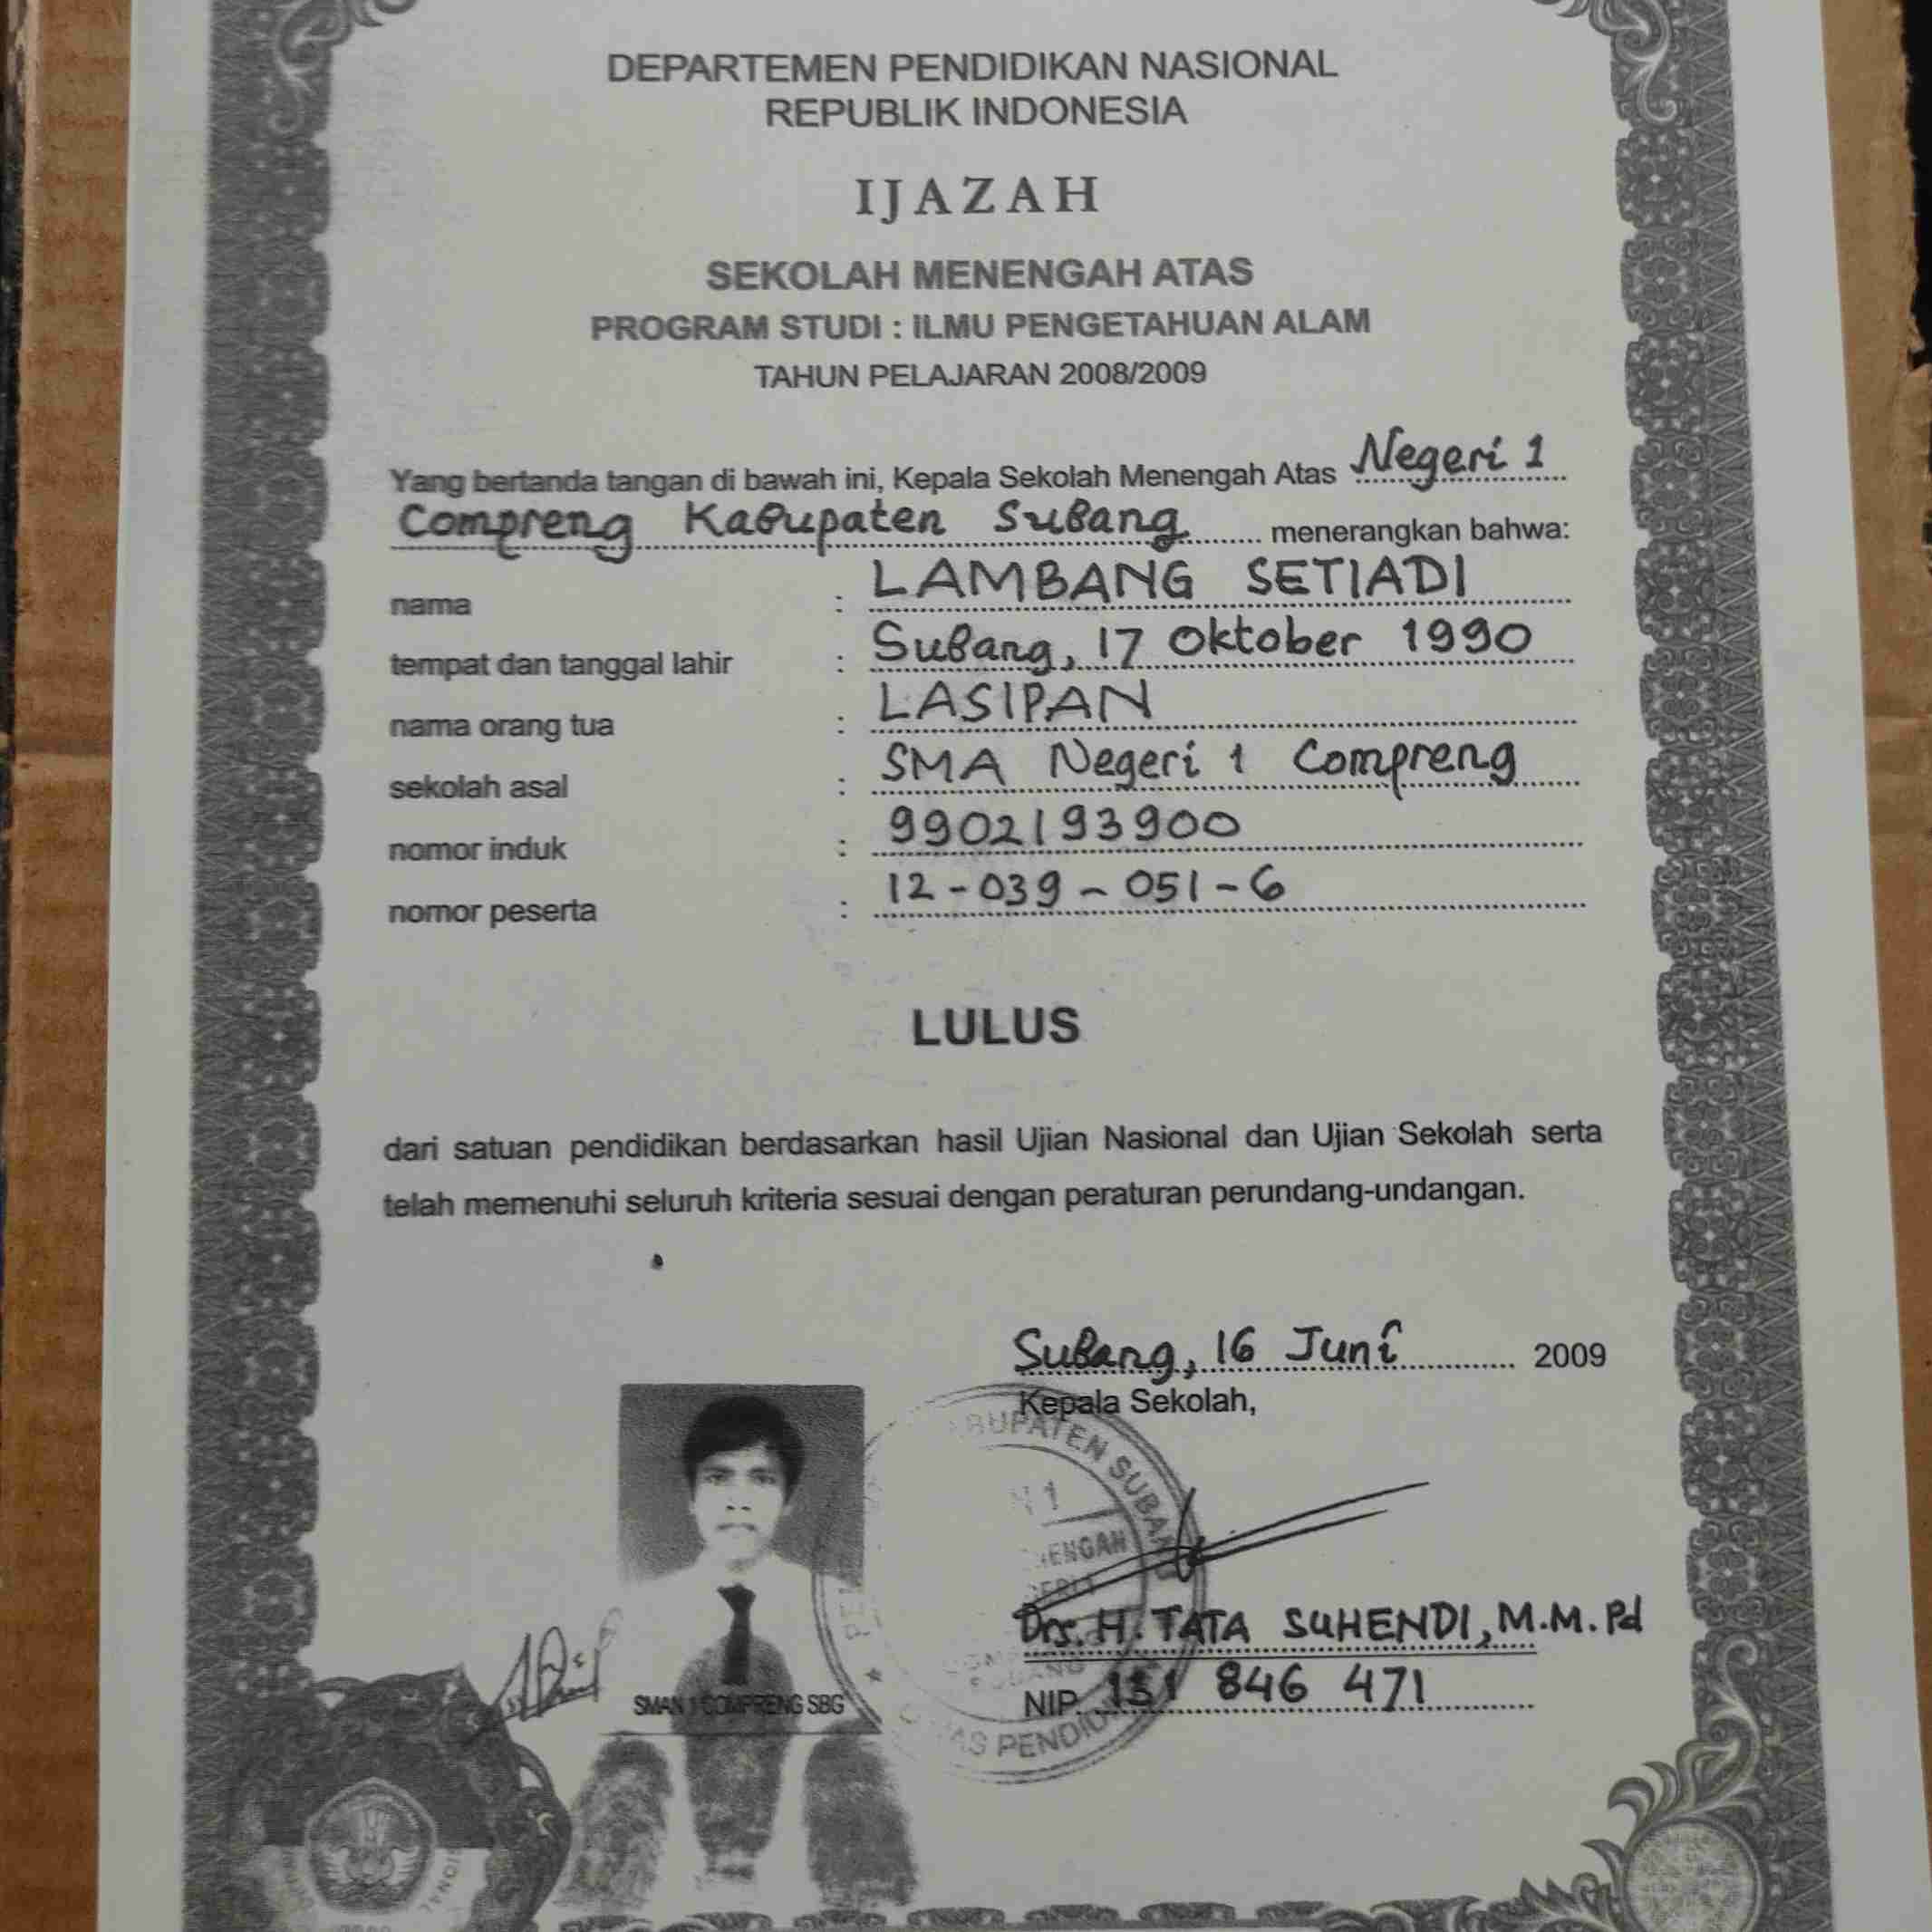 DEPARTEMEN PENDIDIKAN NASIONAL
REPUBLIK INDONESIA
IJAZAH
SEKOLAH MENENGAH ATAS
PROGRAM STUDI : ILMU PENGETAHUAN ALAM
TAHUN PELAJARAN 2008/2009
Yang bertanda tangan di bawah ini, Kepala Sekolah Menengah Atas Negeri 1
Compreng Kabupaten Subang menerangkan bahwa:
nama : LAMBANG SETIADI
tempat dan tanggal lahir : Subang, 17 Oktober 1990
nama orang tua : LASIPAN
sekolah asal : SMA Negeri 1 Compreng
nomor induk : 9902193900
nomor peserta : 12-039-051-6
LULUS
dari satuan pendidikan berdasarkan hasil Ujian Nasional dan Ujian Sekolah serta
telah memenuhi seluruh kriteria sesuai dengan peraturan perundang-undangan.
Subang, 16 Juni 2009
Kepala Sekolah,
KABUPATEN SUBANG
Drs. H. TATA SUHENDI, M.M.Pd
NIP. 131 846 471
SMAN 1 COMPRENG SBG